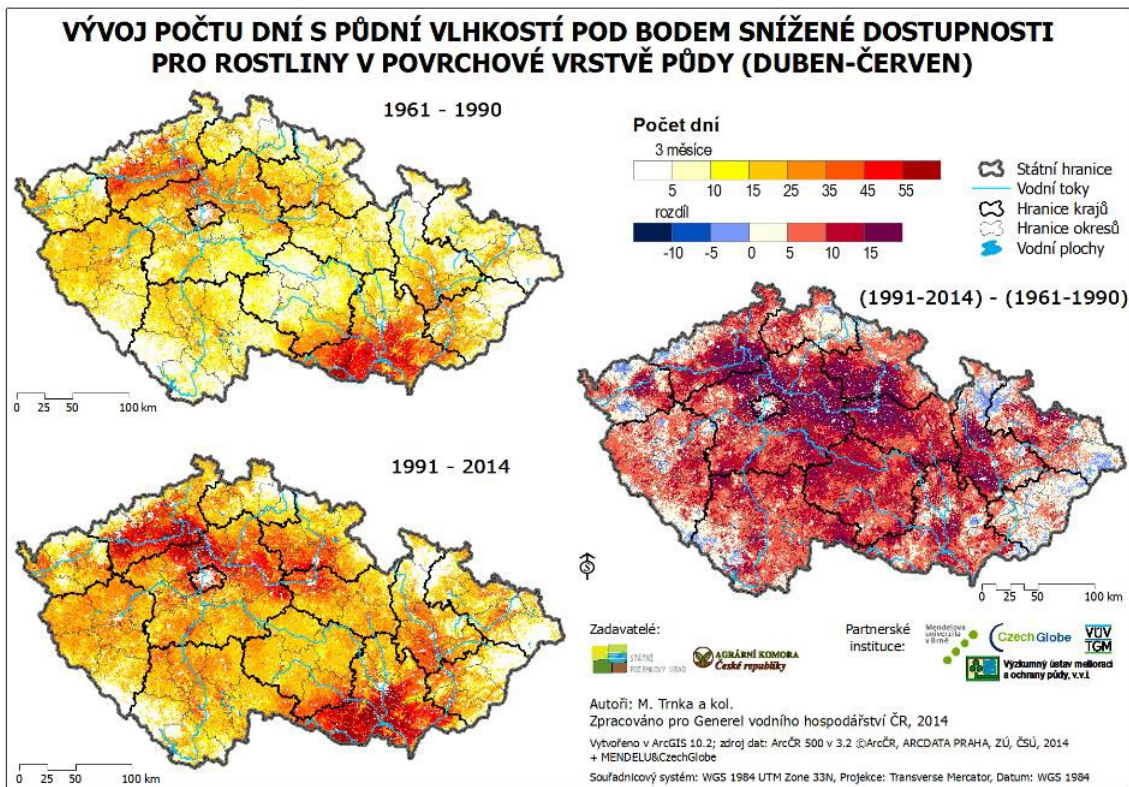 VÝVOJ POČTU DNÍ S PŮDNÍ VLHKOSTÍ POD BODEM SNÍŽENÉ DOSTUPNOSTI
PRO ROSTLINY V POVRCHOVÉ VRSTVĚ PŮDY (DUBEN-ČERVEN)
1961 - 1990
0 25 50 100 km
Počet dní
3 měsíce
5 10 15 25 35 45 55
rozdíl
-10 -5 0 5 10 15
Státní hranice
Vodní toky
Hranice krajů
Hranice okresů
Vodní plochy
(1991-2014) - (1961-1990)
0 25 50 100 km
1991 - 2014
0 25 50 100 km
S
Zadavatelé:
STÁTNÍ
POZEMKOVÝ ÚŘAD
AGRÁRNÍ KOMORA
České republiky
Partnerské
instituce:
Mendelova
univerzita
v Brně
CzechGlobe
VÚV
TGM
Výzkumný ústav meliorací
a ochrany půdy, v.v.i.
Autoři: M. Trnka a kol.
Zpracováno pro Generel vodního hospodářství ČR, 2014
Vytvořeno v ArcGIS 10.2; zdroj dat: ArcČR 500 v 3.2 ©ArcČR, ARCDATA PRAHA, ZÚ, ČSÚ, 2014
+ MENDELU&CzechGlobe
Souřadnicový systém: WGS 1984 UTM Zone 33N, Projekce: Transverse Mercator, Datum: WGS 1984